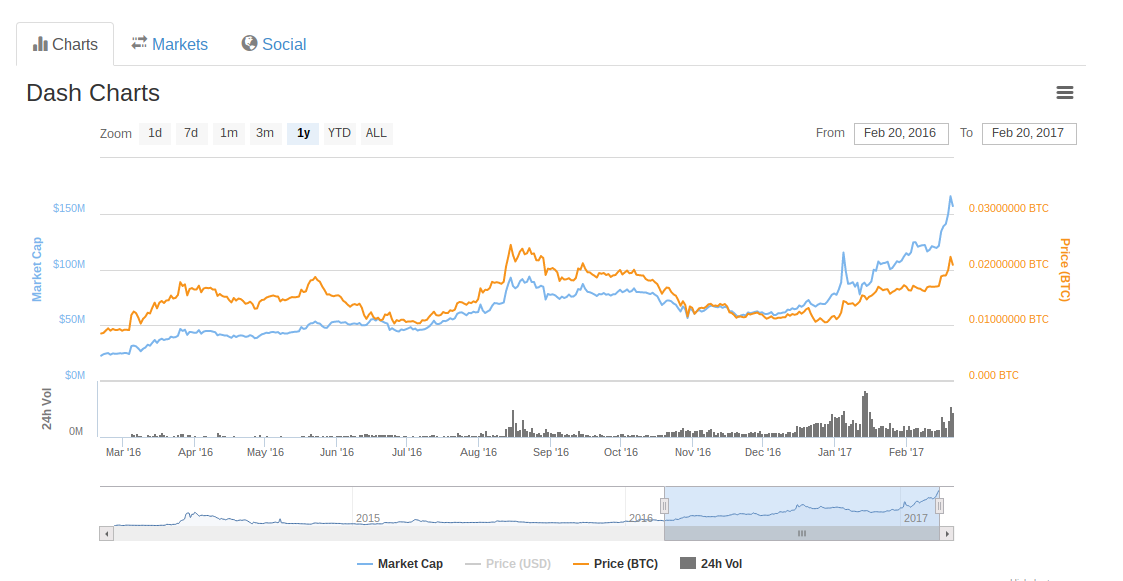 Charts Markets Social
Dash Charts
Zoom 1d 7d 1m 3m 1y YTD ALL From Feb 20, 2016 To Feb 20, 2017
$150M 0.03000000 BTC
$100M 0.02000000 BTC
$50M 0.01000000 BTC
$0M 0.000 BTC
Market Cap
Price (BTC)
24h Vol
0M
Mar '16 Apr '16 May '16 Jun '16 Jul '16 Aug '16 Sep '16 Oct '16 Nov '16 Dec '16 Jan '17 Feb '17
2015 2016 2017
Market Cap Price (USD) Price (BTC) 24h Vol